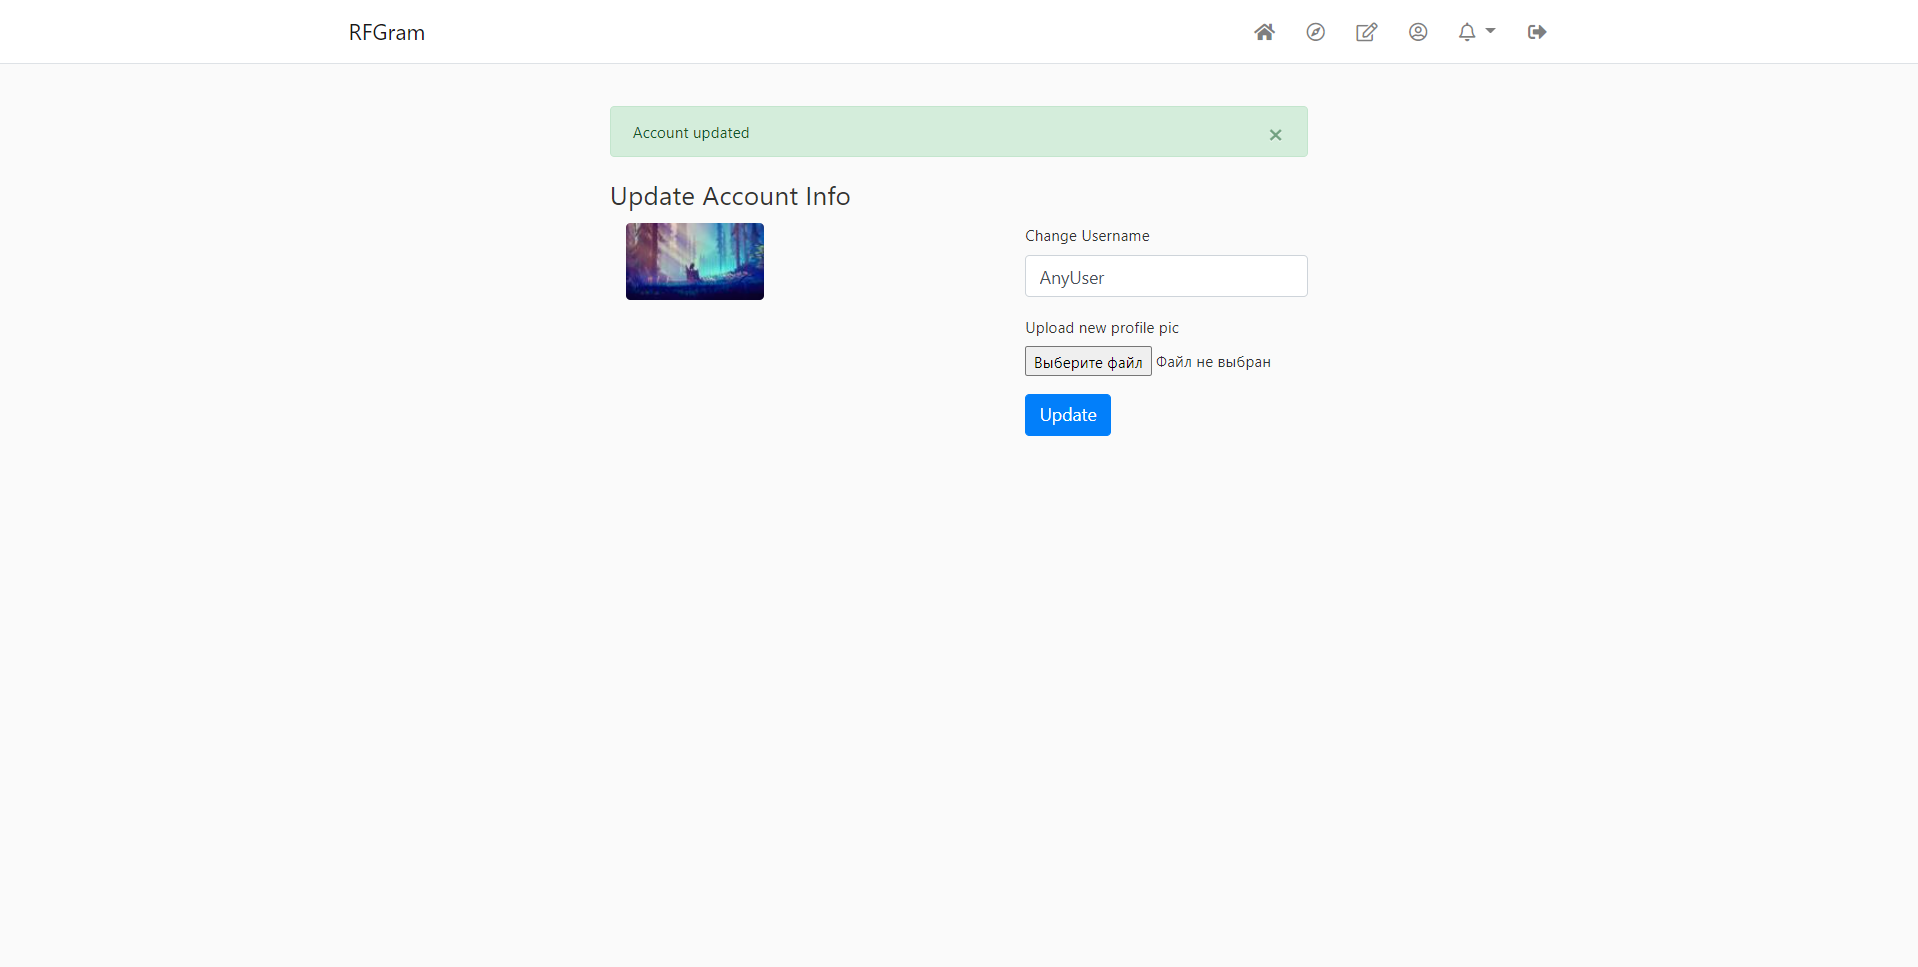 RFGram
Account updated ×
Update Account Info
Change Username
AnyUser
Upload new profile pic
Выберите файл Файл не выбран
Update